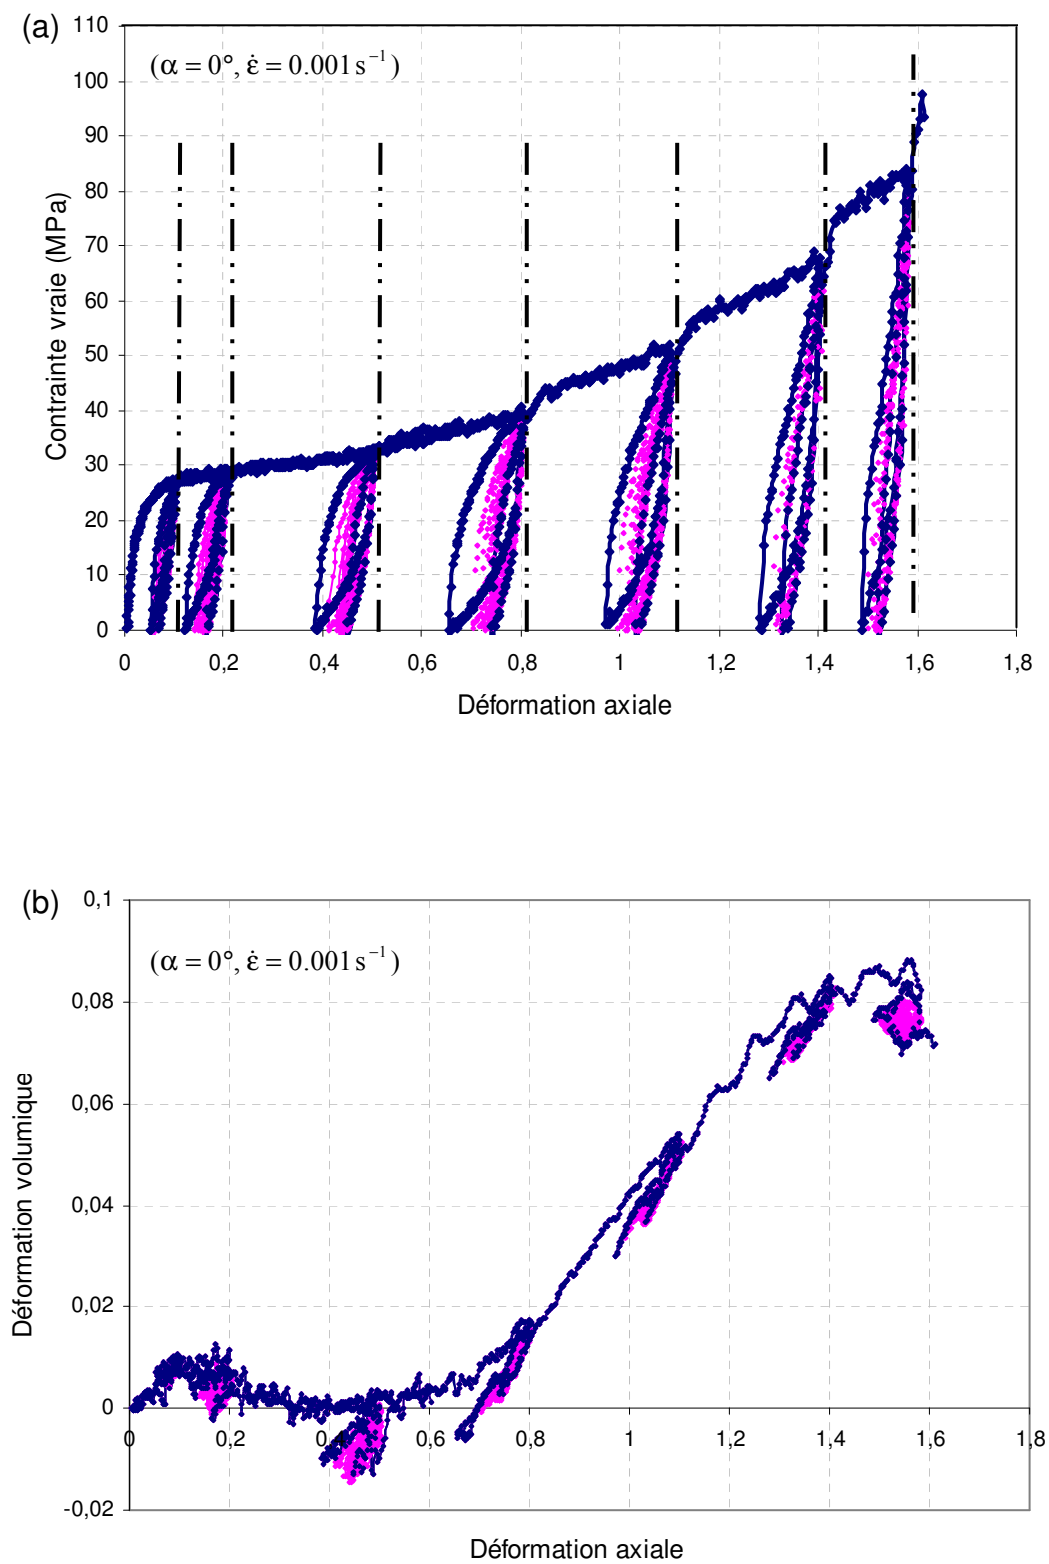 (a)
110
100
90
80
70
60
50
40
30
20
10
0
(α = 0°, ε̇ = 0.001 s⁻¹)
Contrainte vraie (MPa)
0 0,2 0,4 0,6 0,8 1 1,2 1,4 1,6 1,8
Déformation axiale
(b)
0,1
0,08
0,06
0,04
0,02
0
-0,02
(α = 0°, ε̇ = 0.001 s⁻¹)
Déformation volumique
0 0,2 0,4 0,6 0,8 1 1,2 1,4 1,6 1,8
Déformation axiale